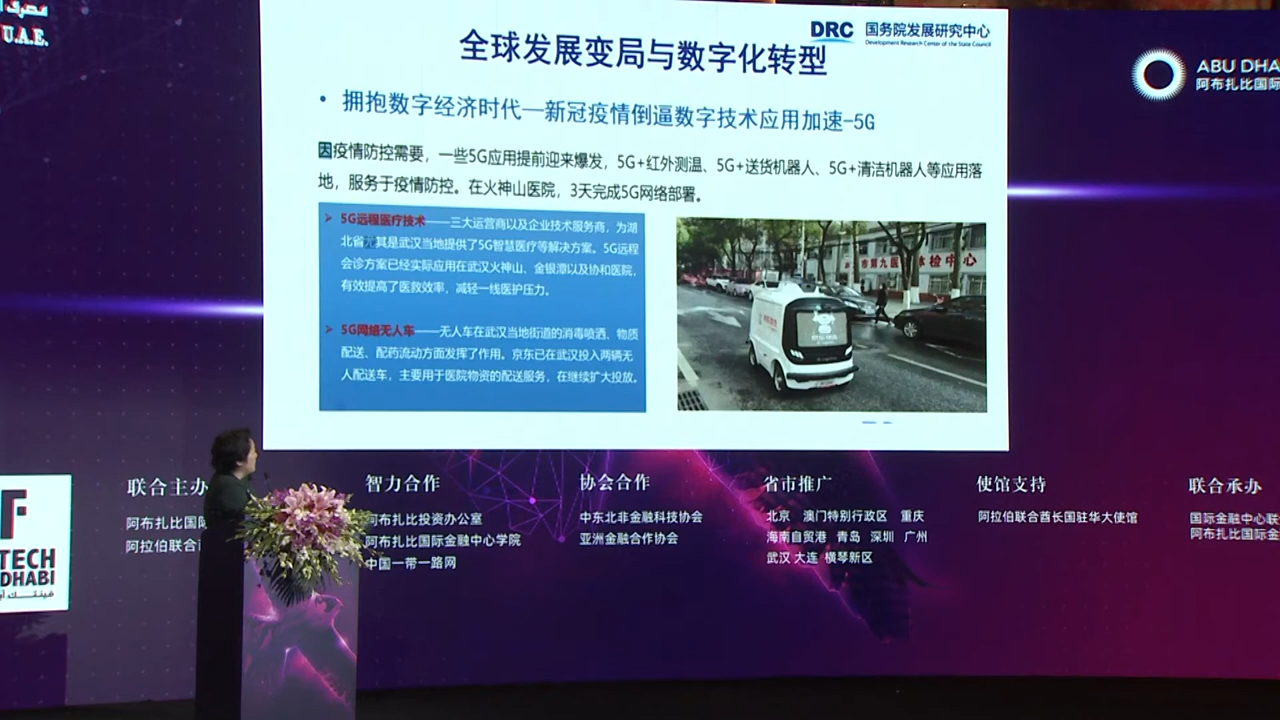 مصرف ا
U.A.E.
DRC 国务院发展研究中心
Development Research Center of the State Council
ABU DHA
阿布扎比国际
全球发展变局与数字化转型
• 拥抱数字经济时代—新冠疫情倒逼数字技术应用加速-5G
因疫情防控需要，一些5G应用提前迎来爆发，5G+红外测温、5G+送货机器人、5G+清洁机器人等应用落
地，服务于疫情防控。在火神山医院，3天完成5G网络部署。
➢ 5G远程医疗技术——三大运营商以及企业技术服务商，为湖
北省尤其是武汉当地提供了5G智慧医疗等解决方案。5G远程
会诊方案已经实际应用在武汉火神山、金银潭以及协和医院，
有效提高了医救效率，减轻一线医护压力。
➢ 5G网络无人车——无人车在武汉当地街道的消毒喷洒、物质
配送、配药流动方面发挥了作用。京东已在武汉投入两辆无
人配送车，主要用于医院物资的配送服务，在继续扩大投放。
市第九医 体检中心
联合主办
阿布扎比国际
阿拉伯联合
智力合作
阿布扎比投资办公室
阿布扎比国际金融中心学院
中国一带一路网
协会合作
中东北非金融科技协会
亚洲金融合作协会
省市推广
北京 澳门特别行政区 重庆
海南自贸港 青岛 深圳 广州
武汉 大连 横琴新区
使馆支持
阿拉伯联合酋长国驻华大使馆
联合承办
国际金融中心联
阿布扎比国际金
F
TECH
DHABI
فينتك أب